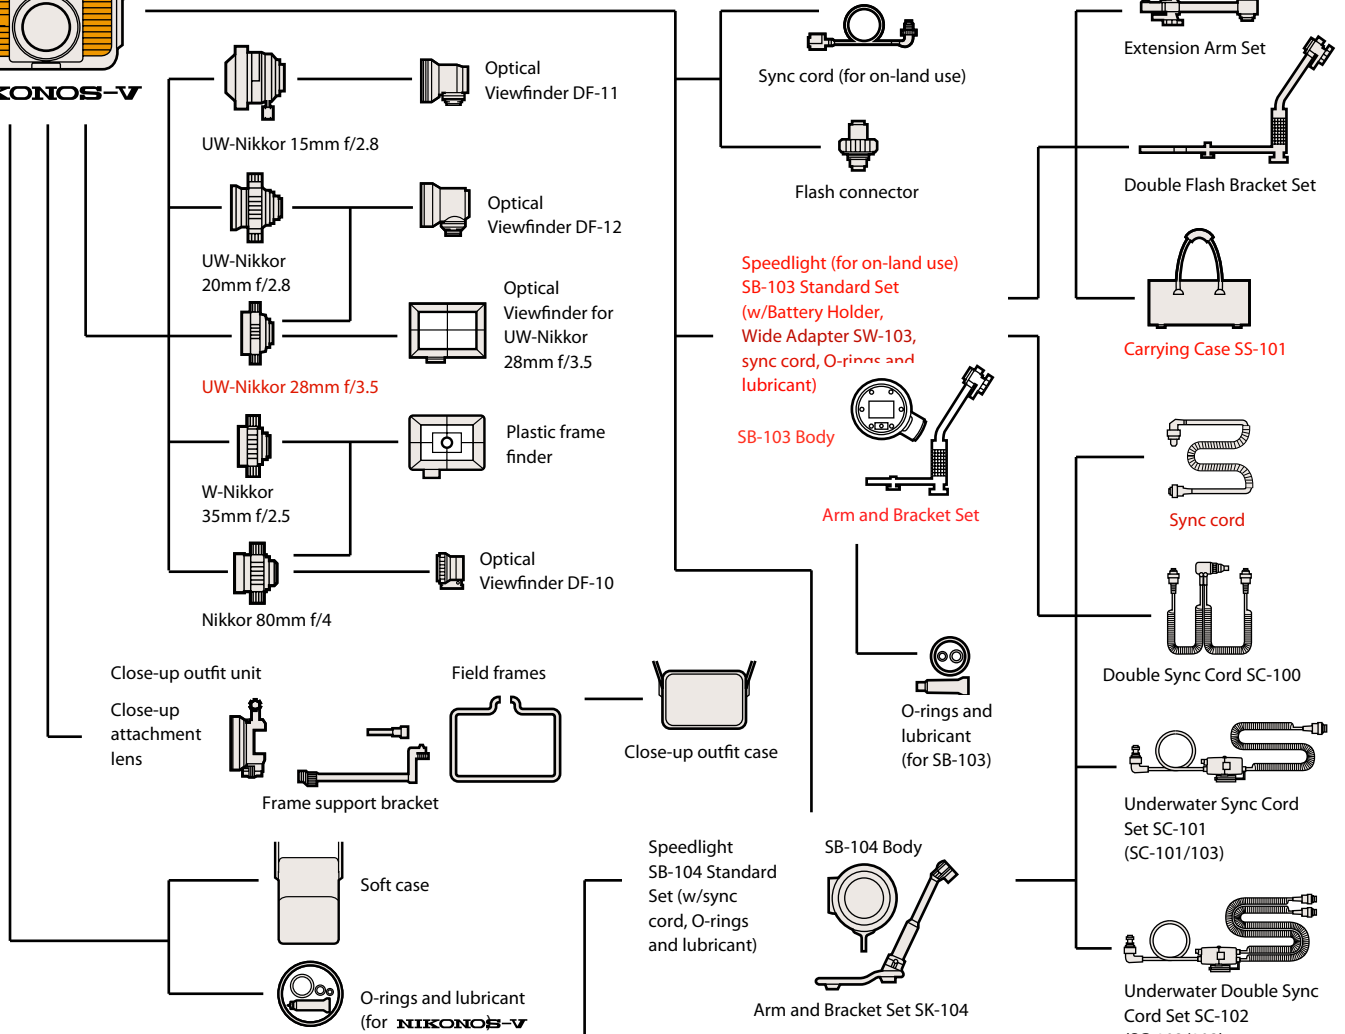 KONOS-V
Optical
Viewfinder DF-11
UW-Nikkor 15mm f/2.8
Optical
Viewfinder DF-12
UW-Nikkor
20mm f/2.8
Optical
Viewfinder for
UW-Nikkor
28mm f/3.5
UW-Nikkor 28mm f/3.5
Plastic frame
finder
W-Nikkor
35mm f/2.5
Optical
Viewfinder DF-10
Nikkor 80mm f/4
Close-up outfit unit
Close-up
attachment
lens
Field frames
Frame support bracket
Close-up outfit case
Soft case
O-rings and lubricant
(for NIKONOS-V
Sync cord (for on-land use)
Flash connector
Speedlight (for on-land use)
SB-103 Standard Set
(w/Battery Holder,
Wide Adapter SW-103,
sync cord, O-rings and
lubricant)
SB-103 Body
Arm and Bracket Set
O-rings and
lubricant
(for SB-103)
Speedlight
SB-104 Standard
Set (w/sync
cord, O-rings
and lubricant)
SB-104 Body
Arm and Bracket Set SK-104
Extension Arm Set
Double Flash Bracket Set
Carrying Case SS-101
Sync cord
Double Sync Cord SC-100
Underwater Sync Cord
Set SC-101
(SC-101/103)
Underwater Double Sync
Cord Set SC-102